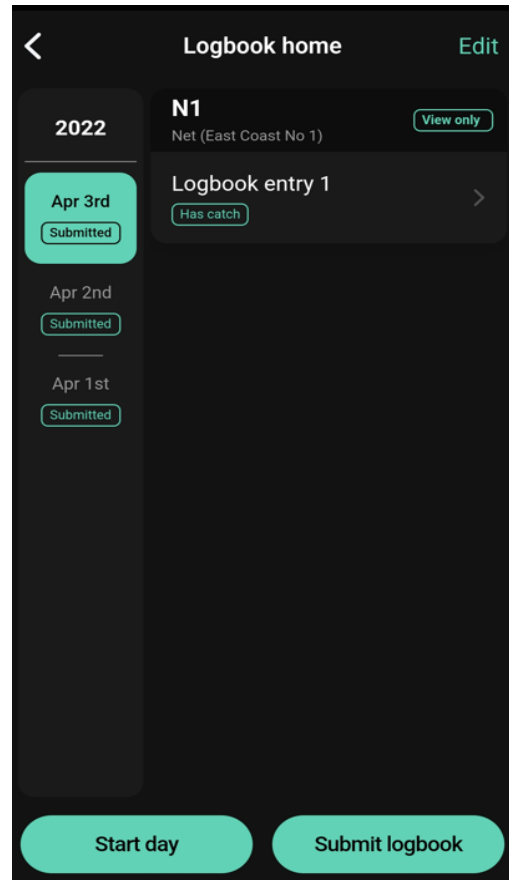 Logbook home
Edit
2022
Apr 3rd
Submitted
Apr 2nd
Submitted
Apr 1st
Submitted
N1
Net (East Coast No 1)
View only
Logbook entry 1
Has catch
Start day
Submit logbook